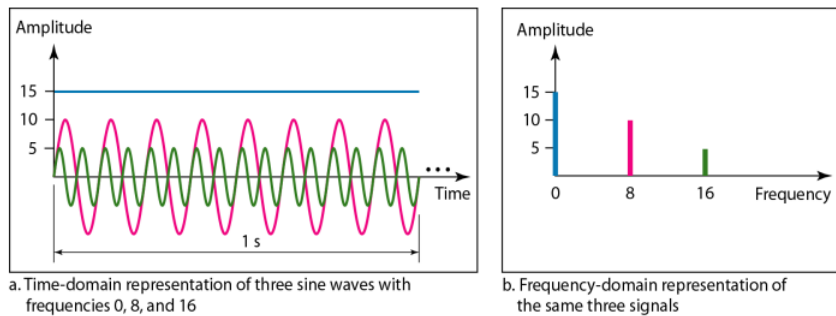 Amplitude
15
10
5
...
Time
1 s
a. Time-domain representation of three sine waves with
frequencies 0, 8, and 16
Amplitude
15
10
5
0 8 16 Frequency
b. Frequency-domain representation of
the same three signals